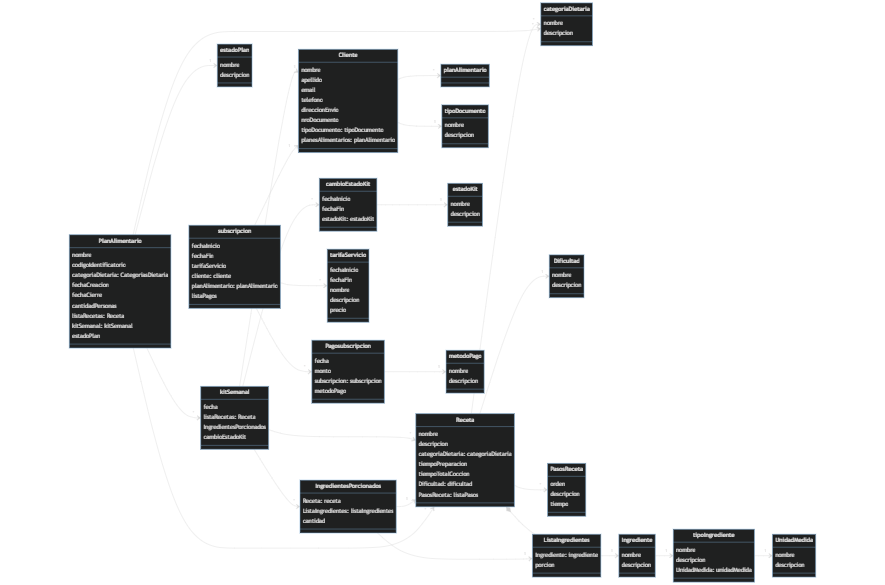 categoriaDietaria
nombre
descripcion
estadoPlan
nombre
descripcion
Cliente
nombre
apellido
email
telefono
direccionEnvio
nroDocumento
tipoDocumento: tipoDocumento
planesAlimentarios: planAlimentario
planAlimentario
tipoDocumento
nombre
descripcion
cambioEstadoKit
fechaInicio
fechaFin
estadoKit: estadoKit
estadoKit
nombre
descripcion
PlanAlimentario
nombre
codigoIdentificatorio
categoriaDietaria: CategoriasDietaria
fechaCreacion
fechaCierre
cantidadPersonas
listaRecetas: Receta
kitSemanal: kitSemanal
estadoPlan
subscripcion
fechaInicio
fechaFin
tarifaServicio
cliente: cliente
planAlimentario: planAlimentario
listaPagos
tarifaServicio
fechaInicio
fechaFin
nombre
descripcion
precio
Dificultad
nombre
descripcion
Pagosubscripcion
fecha
monto
subscripcion: subscripcion
metodoPago
metodoPago
nombre
descripcion
kitSemanal
fecha
listaRecetas: Receta
IngredientesPorcionados
cambioEstadoKit
Receta
nombre
descripcion
categoriaDietaria: categoriaDietaria
tiempoPreparacion
tiempoTotalCoccion
Dificultad: dificultad
PasosReceta: listaPasos
PasosReceta
orden
descripcion
tiempo
IngredientesPorcionados
Receta: receta
ListaIngredientes: listaIngredientes
cantidad
ListaIngredientes
Ingrediente: ingrediente
porcion
Ingrediente
nombre
descripcion
tipoIngrediente
nombre
descripcion
UnidadMedida: unidadMedida
UnidadMedida
nombre
descripcion